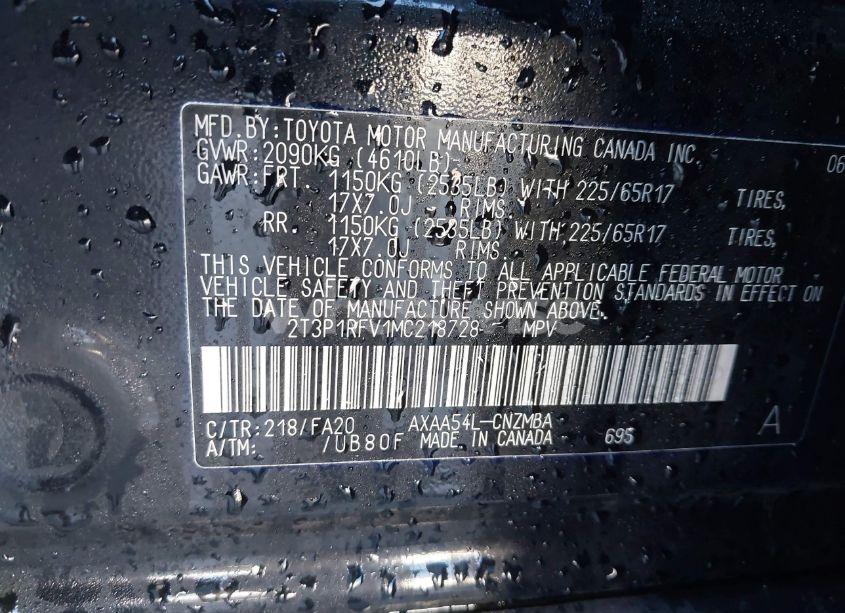 MFD.BY:TOYOTA MOTOR MANUFACTURING CANADA INC. 06
GVWR:2090KG (4610LB)
GAWR:FRT. 1150KG (2535LB) WITH 225/65R17 TIRES,
17X7.0J RIMS
RR. 1150KG (2535LB) WITH 225/65R17 TIRES,
17X7.0J RIMS
THIS VEHICLE CONFORMS TO ALL APPLICABLE FEDERAL MOTOR
VEHICLE SAFETY AND THEFT PREVENTION STANDARDS IN EFFECT ON
THE DATE OF MANUFACTURE SHOWN ABOVE.
2T3P1RFV1MC218728 MPV
C/TR:218/FA20 AXAA54L-CNZMBA
A/TM: /UB80F MADE IN CANADA 695 A